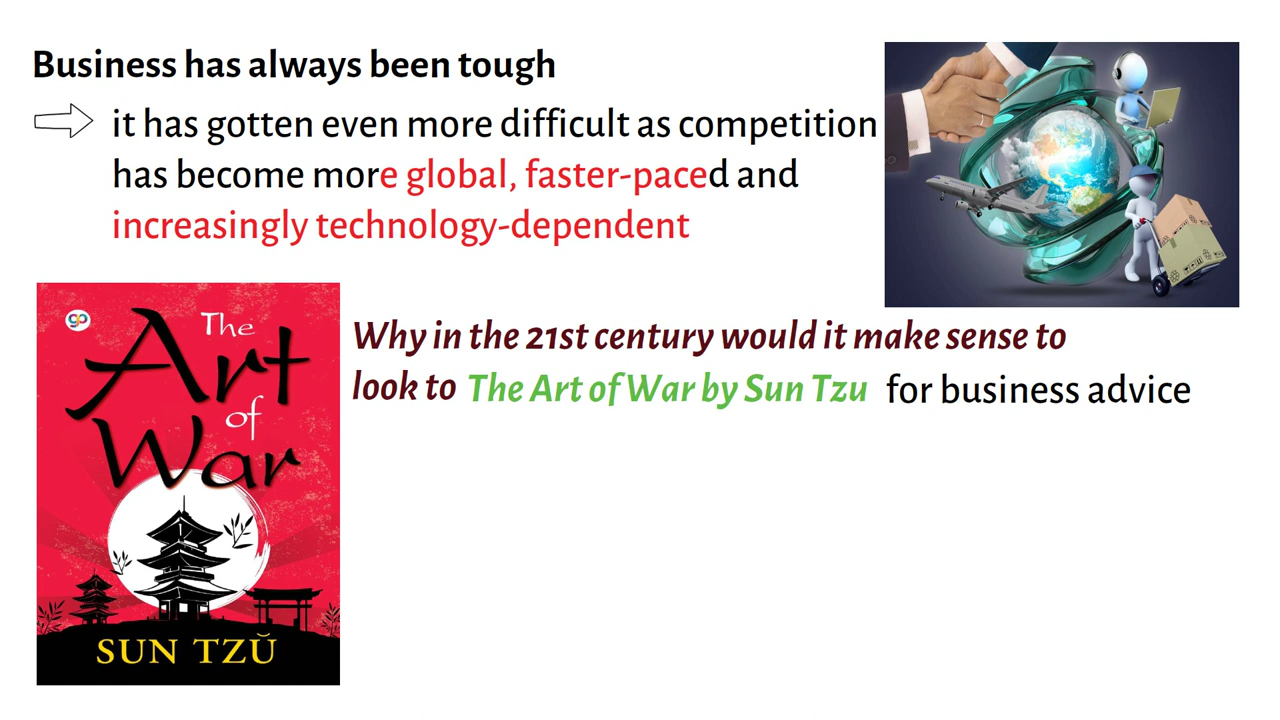 Business has always been tough
it has gotten even more difficult as competition
has become more global, faster-paced and
increasingly technology-dependent
go
The
Art
of
War
SUN TZŬ
Why in the 21st century would it make sense to
look to The Art of War by Sun Tzu for business advice